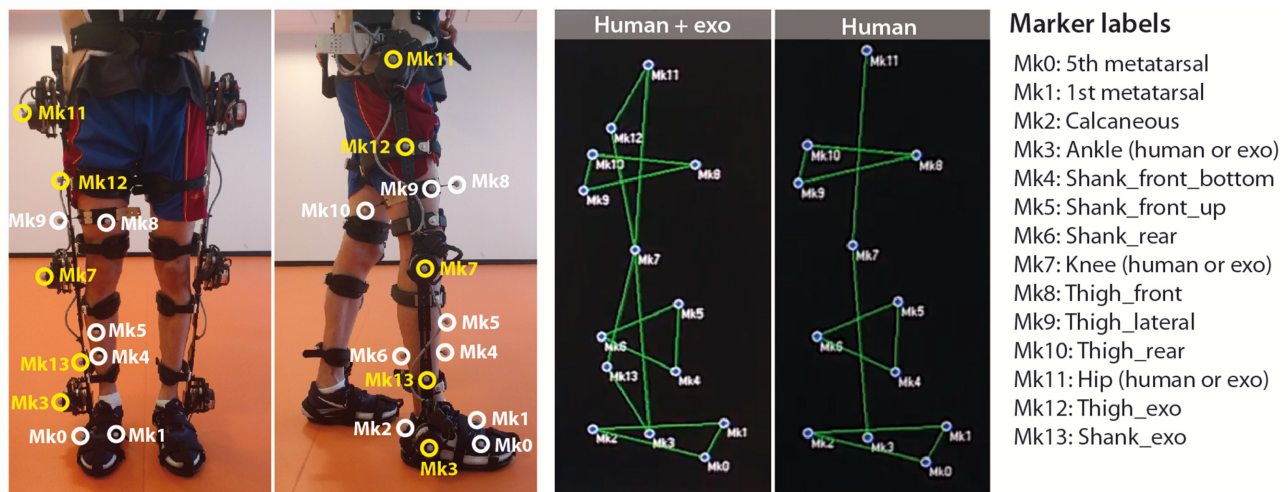 Mk11
Mk12
Mk9
Mk8
Mk7
Mk5
Mk4
Mk13
Mk3
Mk0
Mk1
Mk11
Mk12
Mk9
Mk8
Mk10
Mk7
Mk5
Mk6
Mk4
Mk13
Mk2
Mk1
Mk0
Mk3
Human + exo
Mk11
Mk12
Mk10
Mk8
Mk9
Mk7
Mk5
Mk6
Mk13
Mk4
Mk2
Mk3
Mk1
Mk0
Human
Mk11
Mk10
Mk8
Mk9
Mk7
Mk5
Mk6
Mk4
Mk2
Mk3
Mk1
Mk0
Marker labels
Mk0: 5th metatarsal
Mk1: 1st metatarsal
Mk2: Calcaneous
Mk3: Ankle (human or exo)
Mk4: Shank_front_bottom
Mk5: Shank_front_up
Mk6: Shank_rear
Mk7: Knee (human or exo)
Mk8: Thigh_front
Mk9: Thigh_lateral
Mk10: Thigh_rear
Mk11: Hip (human or exo)
Mk12: Thigh_exo
Mk13: Shank_exo